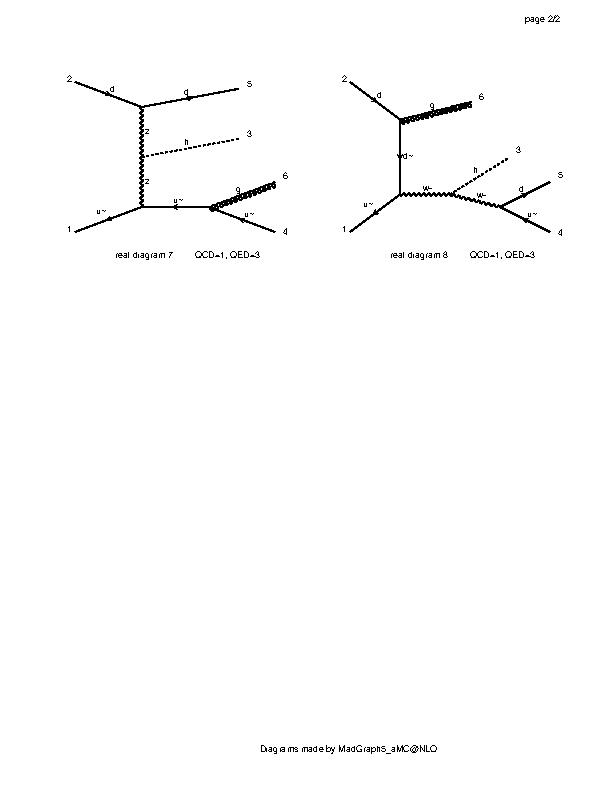 page 2/2
2 d d 5
z
h 3
z
g 6
u~ u~ u~
1 4
real diagram 7 QCD=1, QED=3
2 d g 6
d~
h 3
w- w- d 5
u~ u~
1 4
real diagram 8 QCD=1, QED=3
Diagrams made by MadGraph5_aMC@NLO